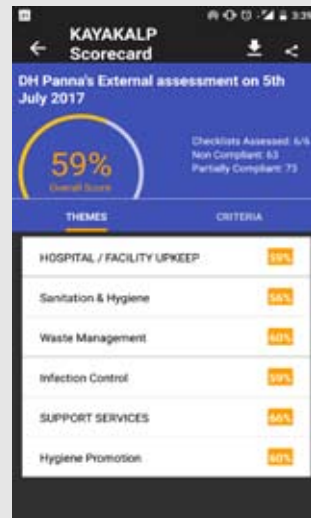 3:39
KAYAKALP
Scorecard
DH Panna's External assessment on 5th
July 2017
59%
Overall Score
Checklists Assessed: 6/6
Non Compliant: 63
Partially Compliant: 73
THEMES
CRITERIA
HOSPITAL / FACILITY UPKEEP 59%
Sanitation & Hygiene 56%
Waste Management 60%
Infection Control 59%
SUPPORT SERVICES 66%
Hygiene Promotion 60%